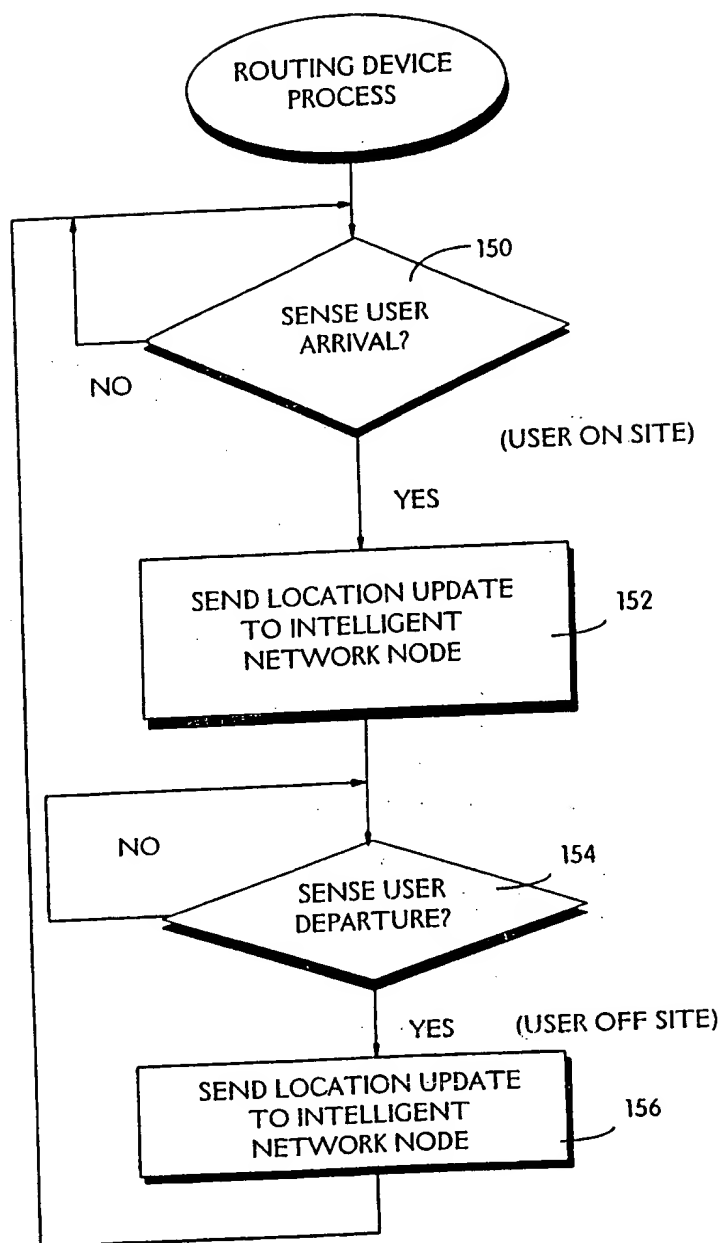 ROUTING DEVICE
PROCESS
150
SENSE USER
ARRIVAL?
NO
(USER ON SITE)
YES
SEND LOCATION UPDATE
TO INTELLIGENT
NETWORK NODE
152
NO
154
SENSE USER
DEPARTURE?
YES
(USER OFF SITE)
SEND LOCATION UPDATE
TO INTELLIGENT
NETWORK NODE
156